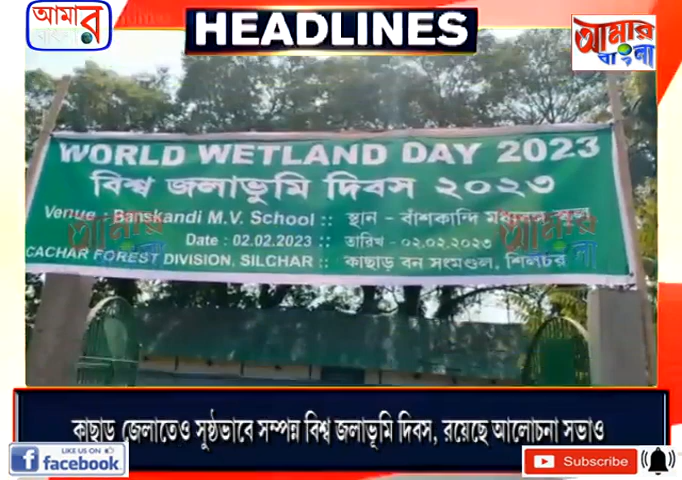 আমার
বাংলা
HEADLINES
আমার
বাংলা
WORLD WETLAND DAY 2023
বিশ্ব জলাভুমি দিবস ২০২৩
Venue - Banskandi M.V. School :: স্থান - বাঁশকান্দি
Date : 02.02.2023 :: তারিখ - ০২.০২.২০২৩
CACHAR FOREST DIVISION, SILCHAR :: কাছাড় বন সংমণ্ডল, শিলচর
আমার
বাংলা
আমার
বাংলা
কাছাড় জেলাতেও সুষ্ঠভাবে সম্পন্ন বিশ্ব জলাভূমি দিবস, রয়েছে আলোচনা সভাও
LIKE US ON
facebook.
Subscribe